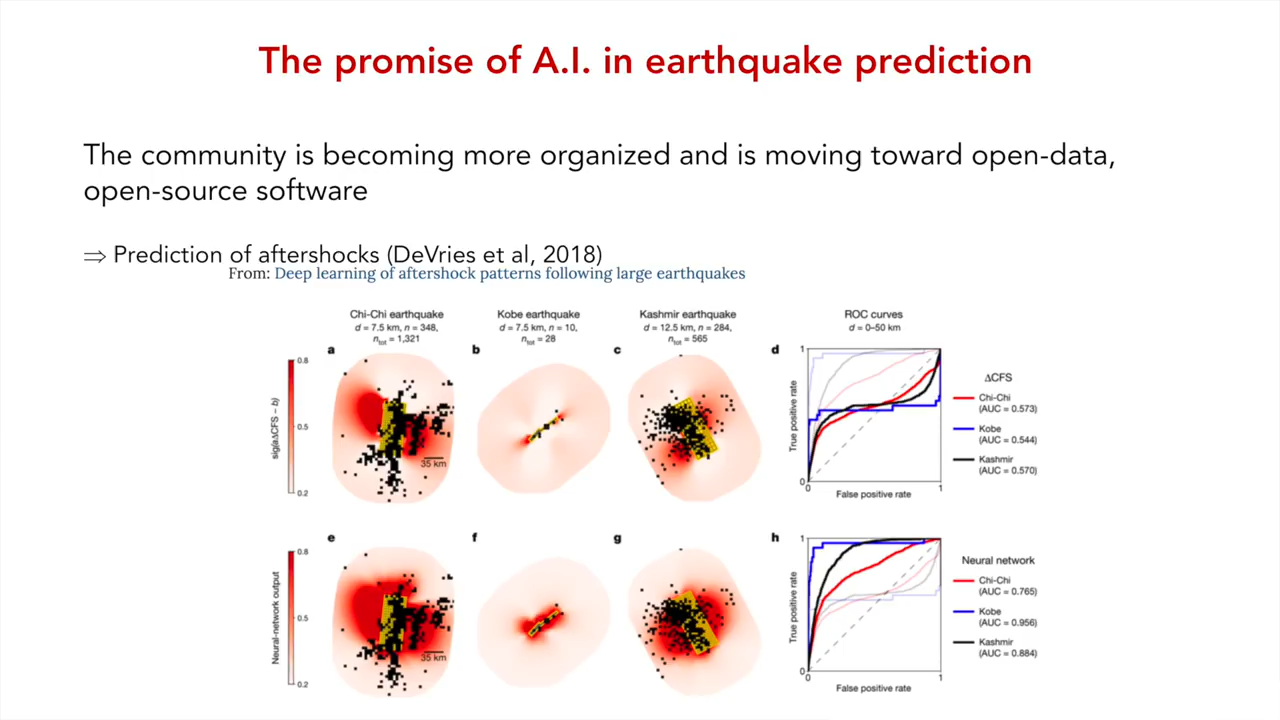 The promise of A.I. in earthquake prediction
The community is becoming more organized and is moving toward open-data,
open-source software
⇒ Prediction of aftershocks (DeVries et al, 2018)
From: Deep learning of aftershock patterns following large earthquakes
Chi-Chi earthquake
d = 7.5 km, n = 348,
n_tot = 1,321
Kobe earthquake
d = 7.5 km, n = 10,
n_tot = 28
Kashmir earthquake
d = 12.5 km, n = 284,
n_tot = 565
ROC curves
d = 0–50 km
a
b
c
d
0.8
0.5
0.2
sig(aΔCFS − b)
35 km
1
0
True positive rate
0
1
False positive rate
ΔCFS
Chi-Chi
(AUC = 0.573)
Kobe
(AUC = 0.544)
Kashmir
(AUC = 0.570)
e
f
g
h
0.8
0.5
0.2
Neural-network output
35 km
1
0
True positive rate
0
1
False positive rate
Neural network
Chi-Chi
(AUC = 0.765)
Kobe
(AUC = 0.956)
Kashmir
(AUC = 0.884)